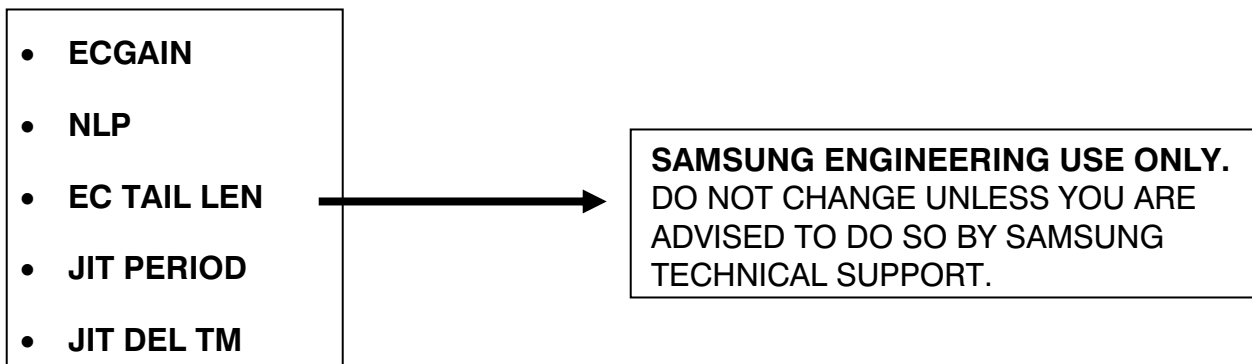 • ECGAIN
• NLP
• EC TAIL LEN
• JIT PERIOD
• JIT DEL TM
SAMSUNG ENGINEERING USE ONLY.
DO NOT CHANGE UNLESS YOU ARE
ADVISED TO DO SO BY SAMSUNG
TECHNICAL SUPPORT.